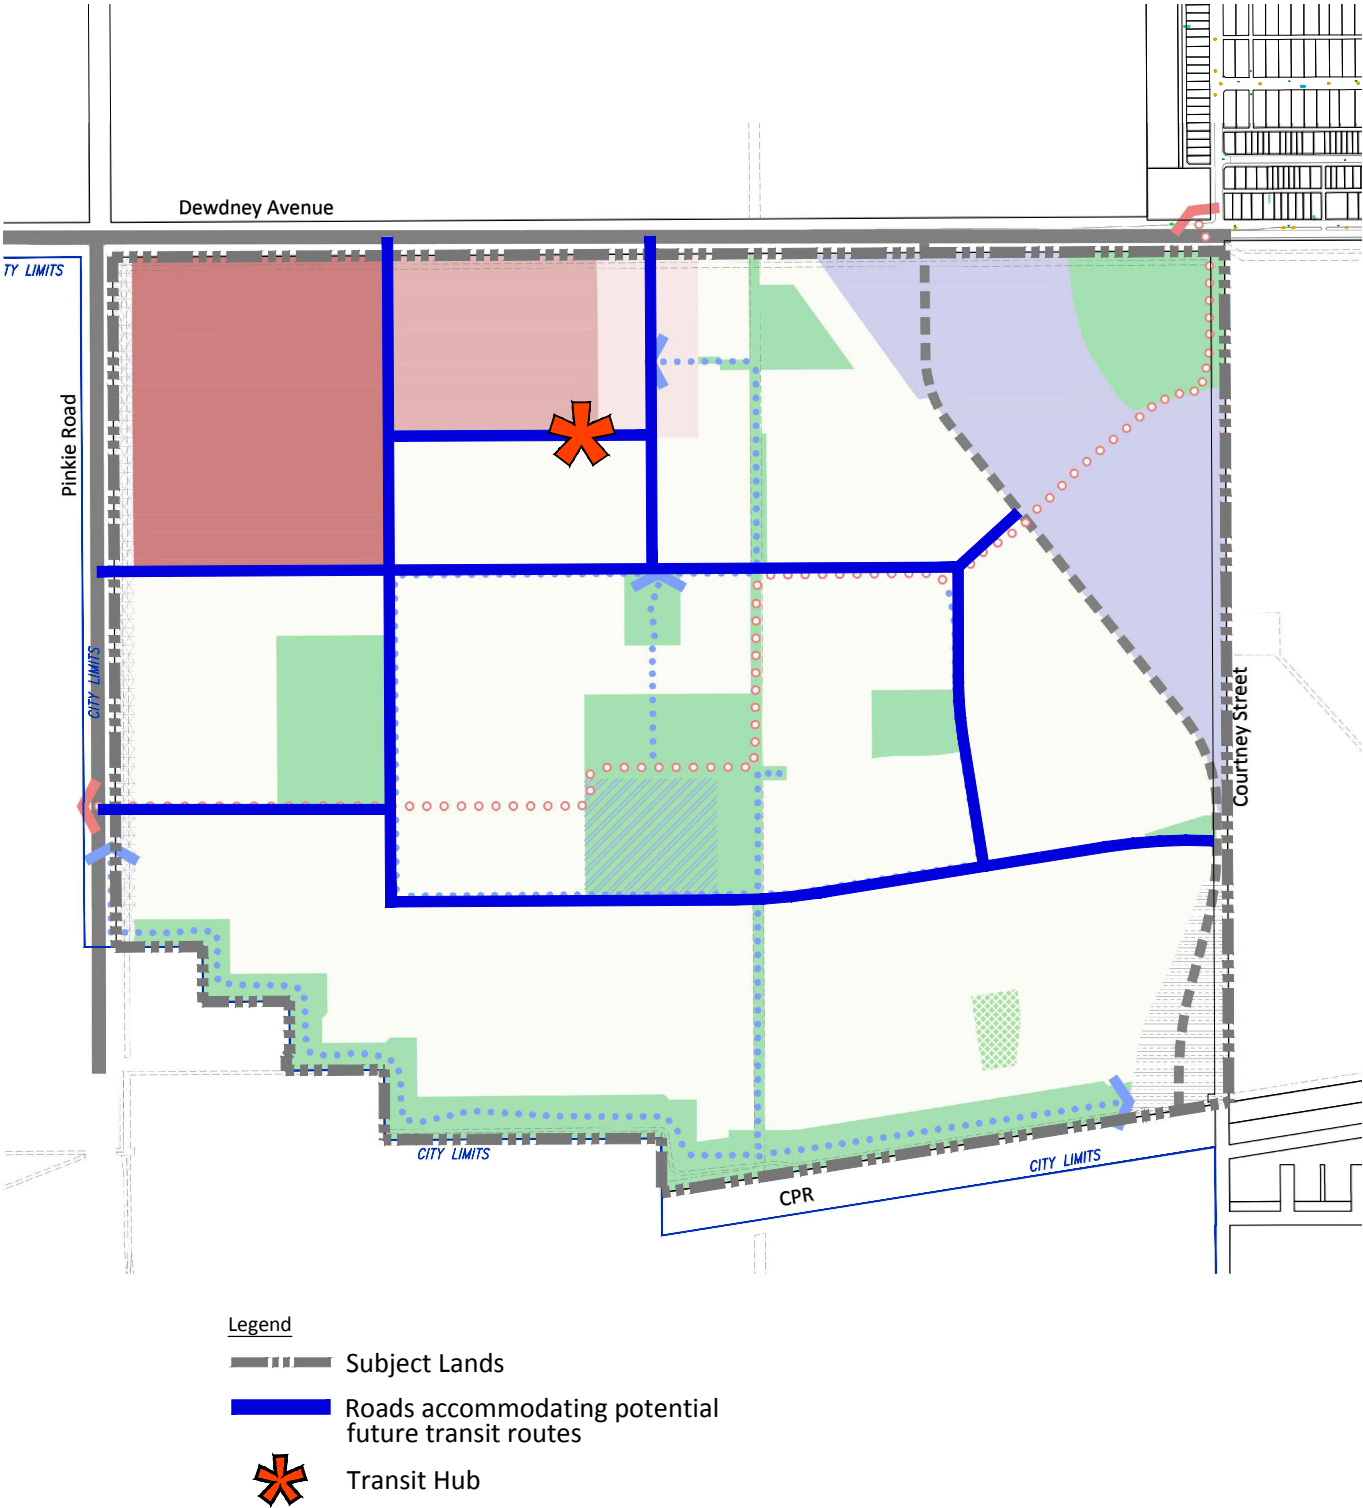 Dewdney Avenue
TY LIMITS
Pinkie Road
CITY LIMITS
Courtney Street
CITY LIMITS
CITY LIMITS
CPR
Legend
Subject Lands
Roads accommodating potential
future transit routes
Transit Hub